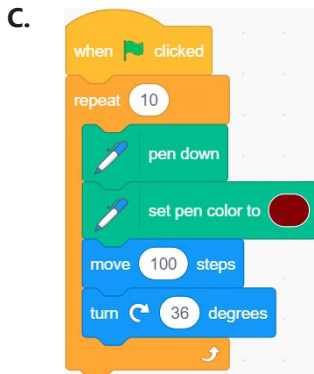 C.
when clicked
repeat 10
pen down
set pen color to
move 100 steps
turn 36 degrees